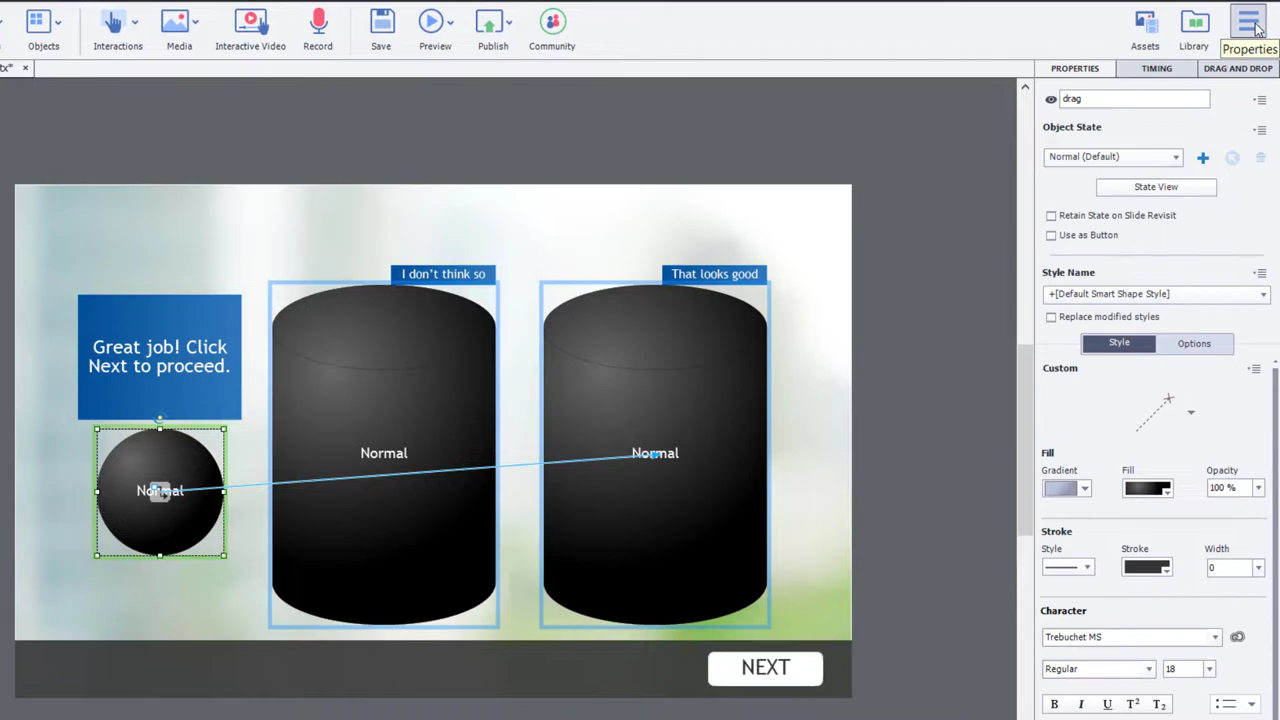 Objects
Interactions
Media
Interactive Video
Record
Save
Preview
Publish
Community
Assets
Library
Properties
tx*
×
PROPERTIES
TIMING
DRAG AND DROP
drag
Object State
Normal (Default)
State View
Retain State on Slide Revisit
Use as Button
Style Name
+[Default Smart Shape Style]
Replace modified styles
Style
Options
Custom
Fill
Gradient
Fill
Opacity
100 %
Stroke
Style
Stroke
Width
0
Character
Trebuchet MS
Regular
18
B I U T² T₂
I don't think so
That looks good
Great job! Click
Next to proceed.
Normal
Normal
Normal
NEXT